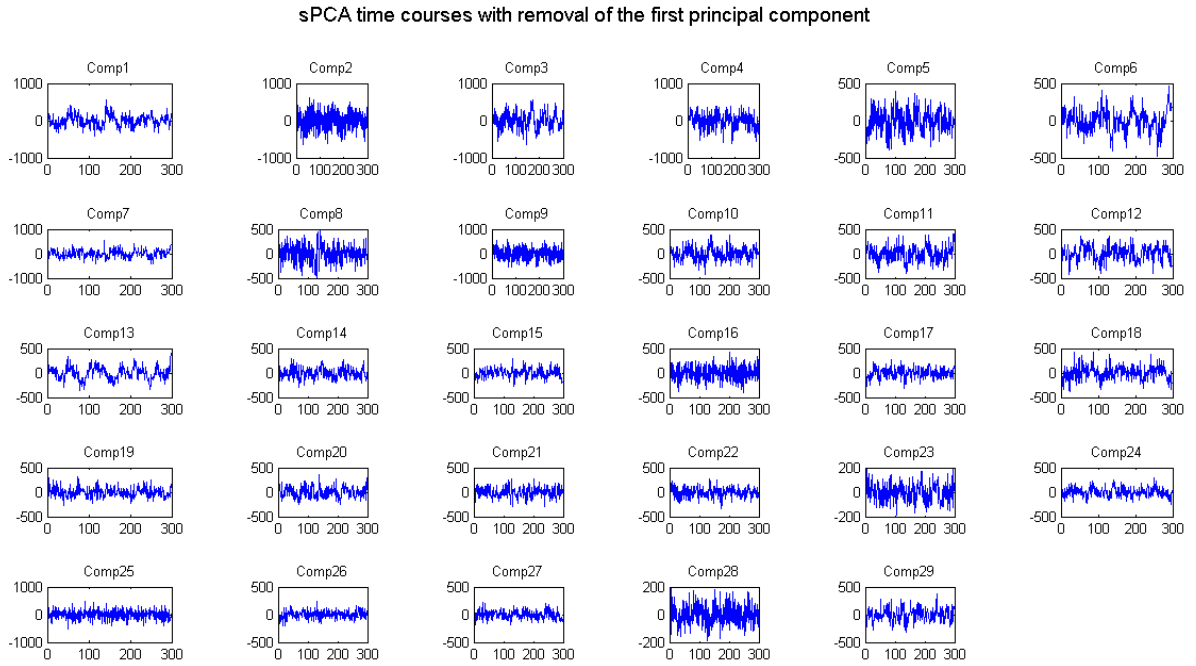 sPCA time courses with removal of the first principal component
Comp1 Comp2 Comp3 Comp4 Comp5 Comp6
1000 1000 1000 1000 500 500
0 0 0 0 0 0
-1000 -1000 -1000 -1000 -500 -500
0 100 200 300 0 100 200 300 0 100 200 300 0 100 200 300 0 100 200 300 0 100 200 300
Comp7 Comp8 Comp9 Comp10 Comp11 Comp12
1000 500 1000 500 500 500
0 0 0 0 0 0
-1000 -500 -1000 -500 -500 -500
0 100 200 300 0 100 200 300 0 100 200 300 0 100 200 300 0 100 200 300 0 100 200 300
Comp13 Comp14 Comp15 Comp16 Comp17 Comp18
500 500 500 500 500 500
0 0 0 0 0 0
-500 -500 -500 -500 -500 -500
0 100 200 300 0 100 200 300 0 100 200 300 0 100 200 300 0 100 200 300 0 100 200 300
Comp19 Comp20 Comp21 Comp22 Comp23 Comp24
500 500 500 500 200 500
0 0 0 0 0 0
-500 -500 -500 -500 -200 -500
0 100 200 300 0 100 200 300 0 100 200 300 0 100 200 300 0 100 200 300 0 100 200 300
Comp25 Comp26 Comp27 Comp28 Comp29
1000 500 500 200 500
0 0 0 0 0
-1000 -500 -500 -200 -500
0 100 200 300 0 100 200 300 0 100 200 300 0 100 200 300 0 100 200 300